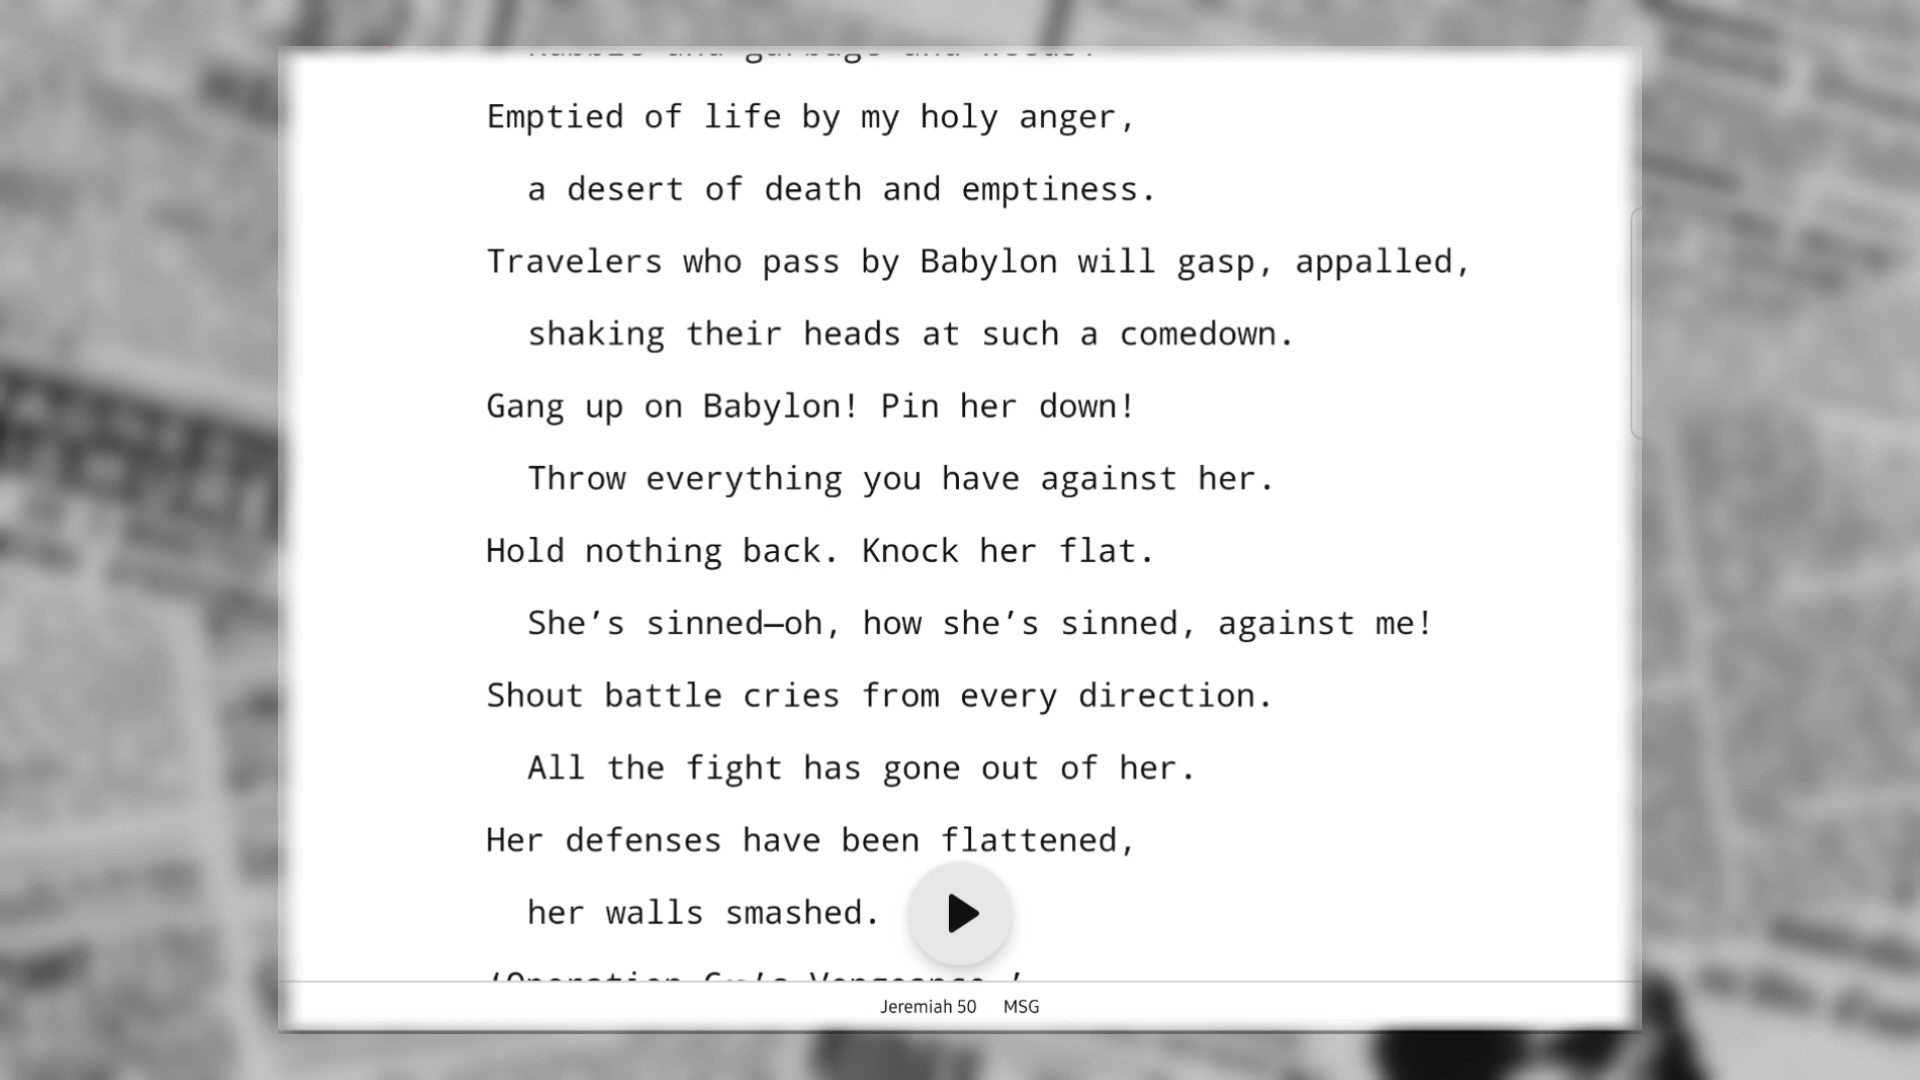 Emptied of life by my holy anger,
a desert of death and emptiness.
Travelers who pass by Babylon will gasp, appalled,
shaking their heads at such a comedown.
Gang up on Babylon! Pin her down!
Throw everything you have against her.
Hold nothing back. Knock her flat.
She’s sinned—oh, how she’s sinned, against me!
Shout battle cries from every direction.
All the fight has gone out of her.
Her defenses have been flattened,
her walls smashed.
‘Operation Vengeance
Jeremiah 50 MSG